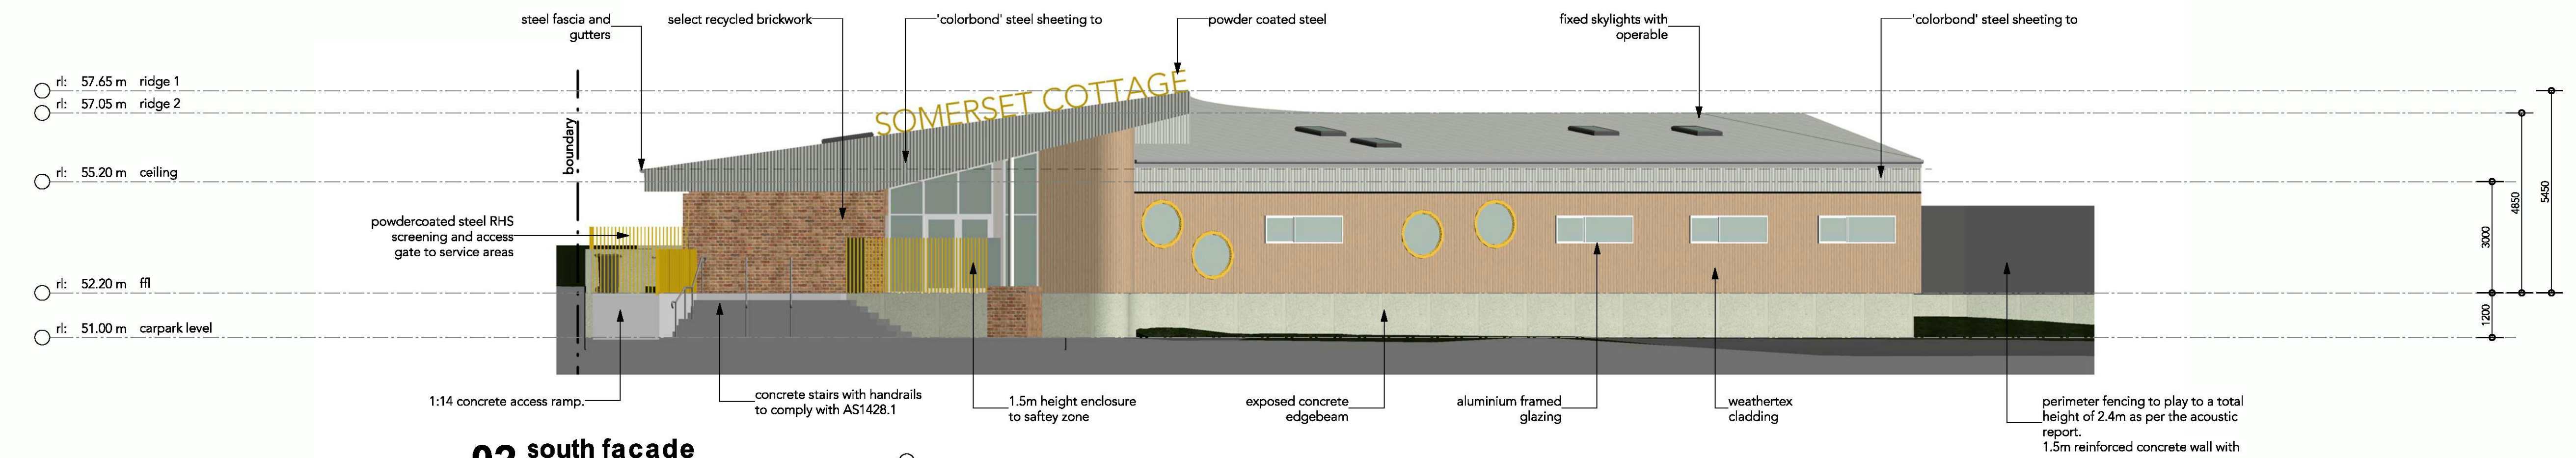 steel fascia and
gutters
select recycled brickwork
'colorbond' steel sheeting to
powder coated steel
fixed skylights with
operable
'colorbond' steel sheeting to
rl: 57.65 m ridge 1
rl: 57.05 m ridge 2
rl: 55.20 m ceiling
rl: 52.20 m ffl
rl: 51.00 m carpark level
boundary
SOMERSET COTTAGE
powdercoated steel RHS
screening and access
gate to service areas
1200
3000
4850
5450
1:14 concrete access ramp.
concrete stairs with handrails
to comply with AS1428.1
1.5m height enclosure
to saftey zone
exposed concrete
edgebeam
aluminium framed
glazing
weathertex
cladding
perimeter fencing to play to a total
height of 2.4m as per the acoustic
report.
1.5m reinforced concrete wall with
south facade